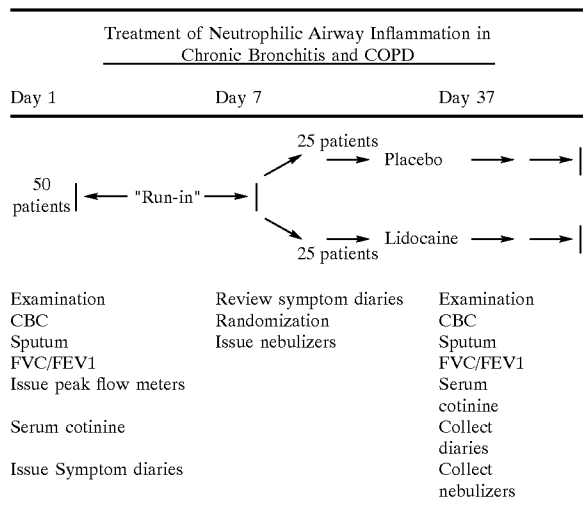 Treatment of Neutrophilic Airway Inflammation in
Chronic Bronchitis and COPD
Day 1 Day 7 Day 37
25 patients
Placebo
50
patients
"Run-in"
Lidocaine
25 patients
Examination
CBC
Sputum
FVC/FEV1
Issue peak flow meters
Serum cotinine
Issue Symptom diaries
Review symptom diaries
Randomization
Issue nebulizers
Examination
CBC
Sputum
FVC/FEV1
Serum
cotinine
Collect
diaries
Collect
nebulizers